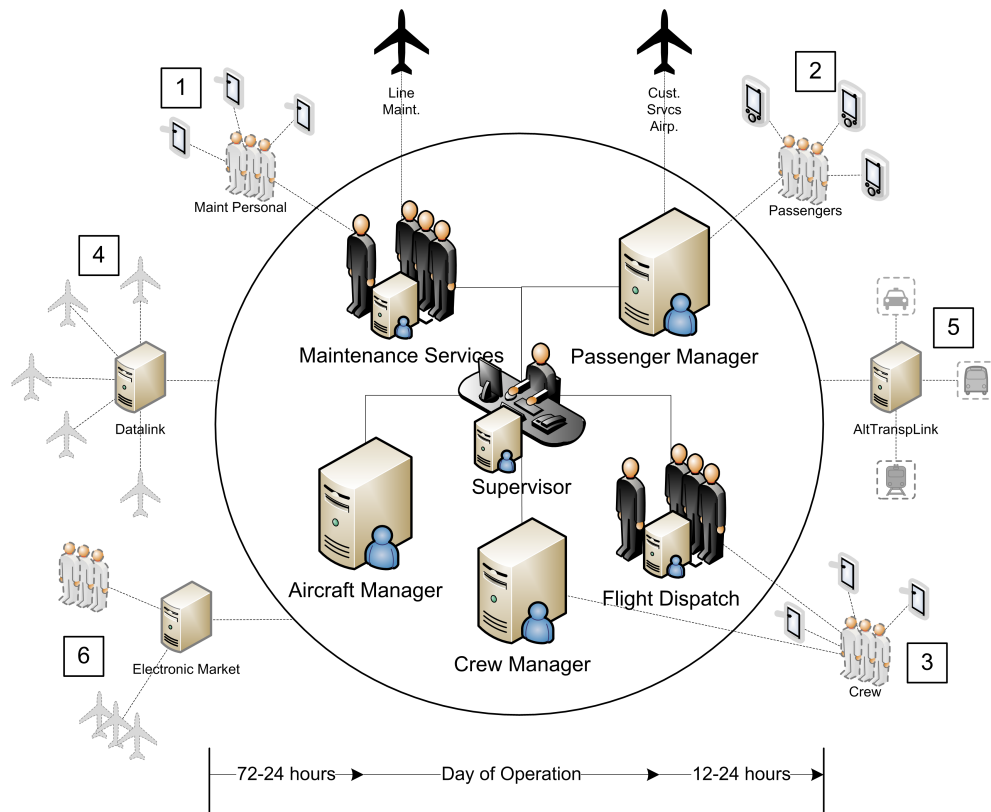 Line
Maint.
Cust.
Srvcs
Airp.
1
2
Maint Personal
Passengers
4
5
Maintenance Services
Passenger Manager
Datalink
AltTranspLink
Supervisor
Aircraft Manager
Flight Dispatch
Electronic Market
6
Crew Manager
3
Crew
72-24 hours
Day of Operation
12-24 hours